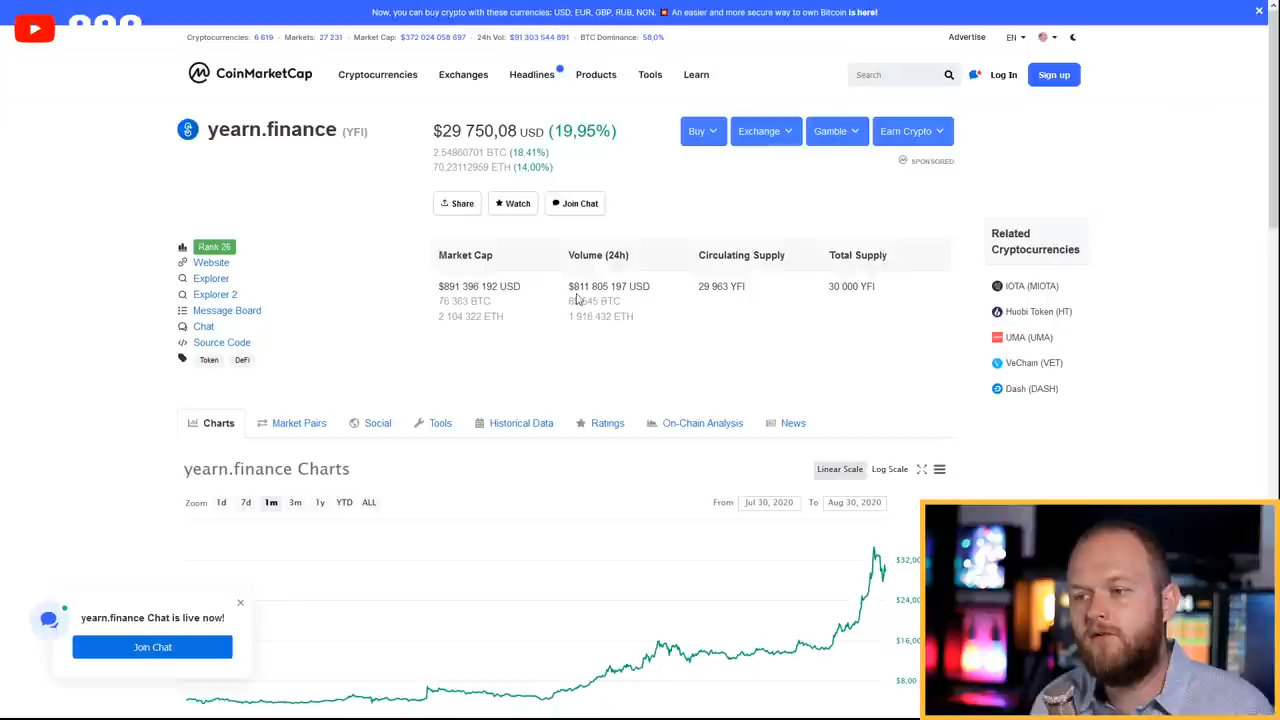 Now, you can buy crypto with these currencies: USD, EUR, GBP, RUB, NGN. 💥 An easier and more secure way to own Bitcoin is here!
Cryptocurrencies: 6 619 · Markets: 27 231 · Market Cap: $372 024 058 697 · 24h Vol: $91 303 544 891 · BTC Dominance: 58,0%
Advertise EN
CoinMarketCap Cryptocurrencies Exchanges Headlines Products Tools Learn Search Log In Sign up
yearn.finance (YFI)
$29 750,08 USD (19,95%)
2,54860701 BTC (18,41%)
70,23112959 ETH (14,00%)
Buy Exchange Gamble Earn Crypto
SPONSORED
Share Watch Join Chat
Rank 26
Website
Explorer
Explorer 2
Message Board
Chat
Source Code
Token DeFi
Market Cap Volume (24h) Circulating Supply Total Supply
$891 396 192 USD $811 805 197 USD 29 963 YFI 30 000 YFI
76 363 BTC BTC
2 104 322 ETH 1 916 432 ETH
Related
Cryptocurrencies
IOTA (MIOTA)
Huobi Token (HT)
UMA (UMA)
VeChain (VET)
Dash (DASH)
Charts Market Pairs Social Tools Historical Data Ratings On-Chain Analysis News
yearn.finance Charts
Linear Scale Log Scale
Zoom 1d 7d 1m 3m 1y YTD ALL
From Jul 30, 2020 To Aug 30, 2020
yearn.finance Chat is live now!
Join Chat